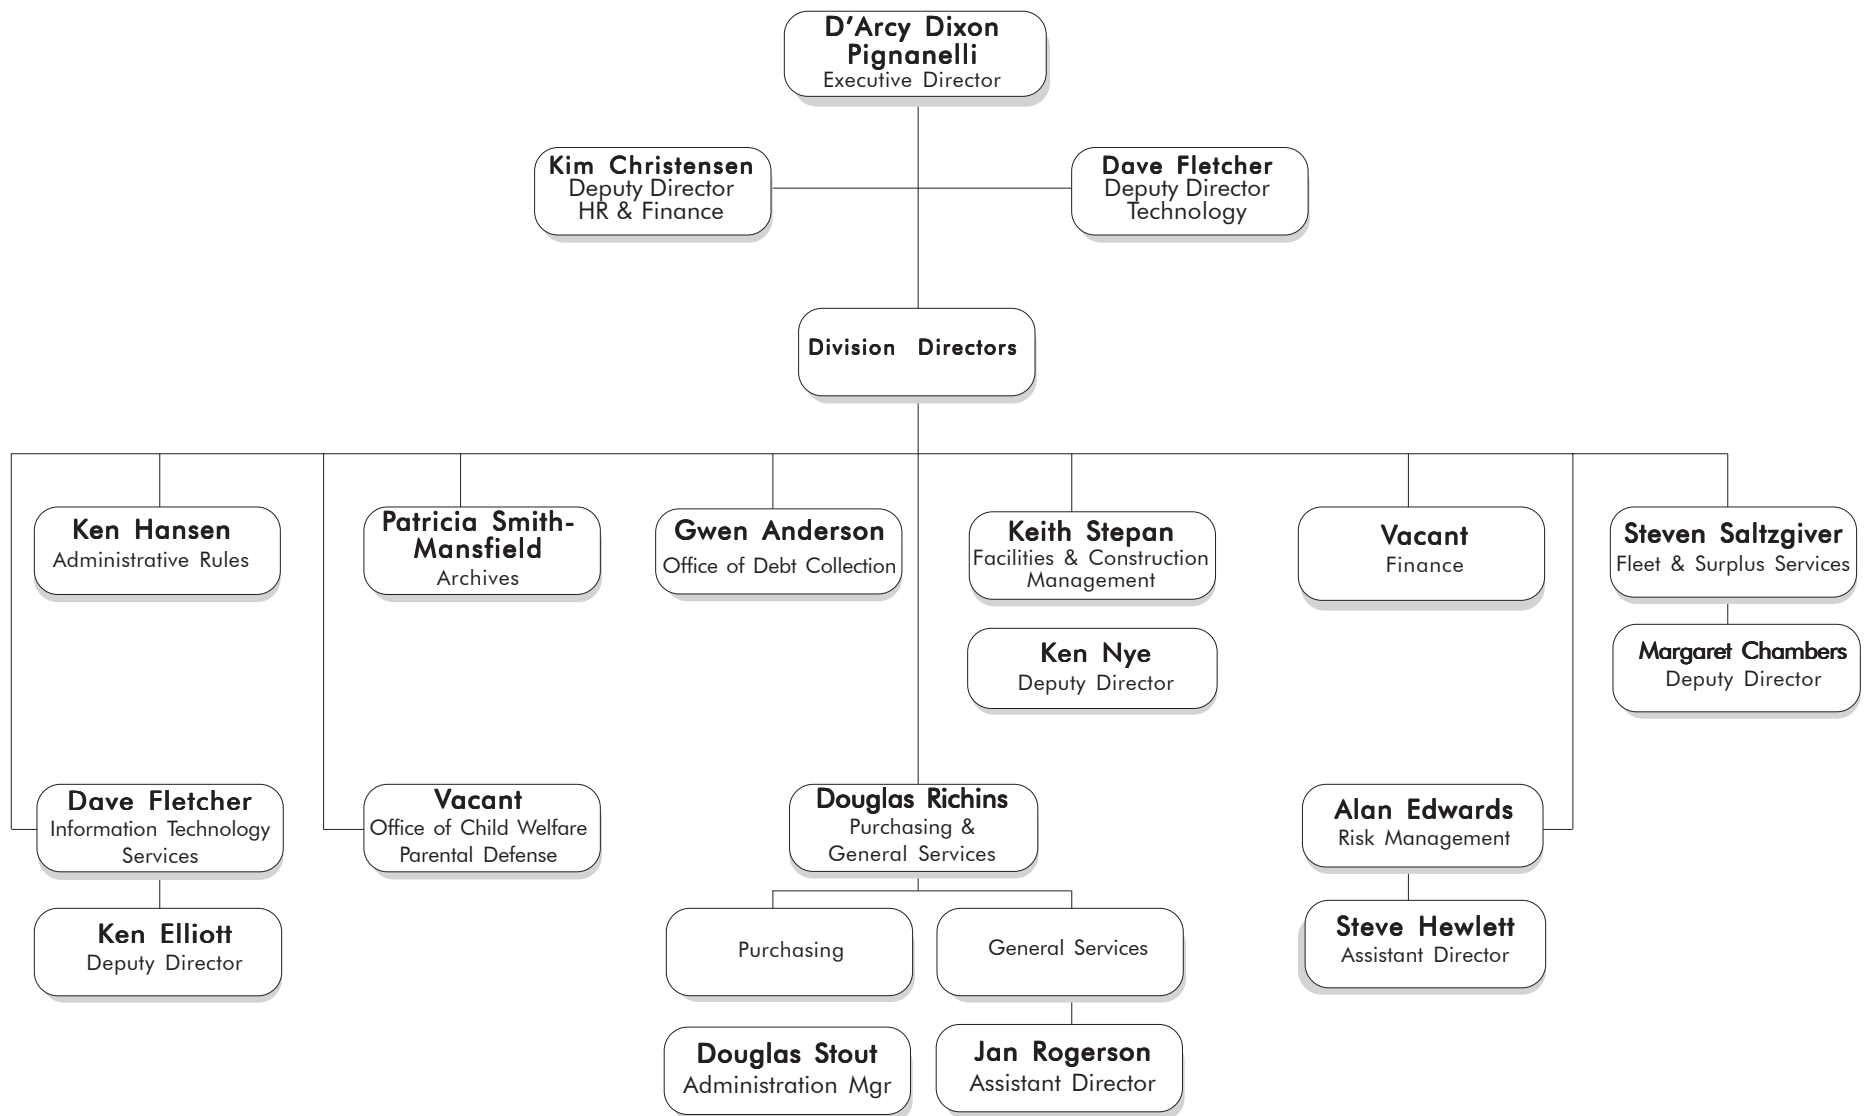 D'Arcy Dixon
Pignanelli
Executive Director
Kim Christensen
Deputy Director
HR & Finance
Dave Fletcher
Deputy Director
Technology
Division Directors
Ken Hansen
Administrative Rules
Patricia Smith-
Mansfield
Archives
Gwen Anderson
Office of Debt Collection
Keith Stepan
Facilities & Construction
Management
Vacant
Finance
Steven Saltzgiver
Fleet & Surplus Services
Ken Nye
Deputy Director
Margaret Chambers
Deputy Director
Dave Fletcher
Information Technology
Services
Vacant
Office of Child Welfare
Parental Defense
Douglas Richins
Purchasing &
General Services
Alan Edwards
Risk Management
Ken Elliott
Deputy Director
Purchasing
General Services
Steve Hewlett
Assistant Director
Douglas Stout
Administration Mgr
Jan Rogerson
Assistant Director